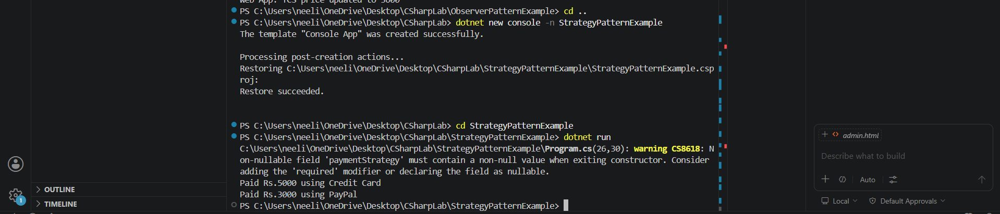 Web App: TCS price updated to 3600
PS C:\Users\neeli\OneDrive\Desktop\CSharpLab\ObserverPatternExample> cd ..
PS C:\Users\neeli\OneDrive\Desktop\CSharpLab> dotnet new console -n StrategyPatternExample
The template "Console App" was created successfully.
Processing post-creation actions...
Restoring C:\Users\neeli\OneDrive\Desktop\CSharpLab\StrategyPatternExample\StrategyPatternExample.csp
roj:
Restore succeeded.
PS C:\Users\neeli\OneDrive\Desktop\CSharpLab> cd StrategyPatternExample
PS C:\Users\neeli\OneDrive\Desktop\CSharpLab\StrategyPatternExample> dotnet run
C:\Users\neeli\OneDrive\Desktop\CSharpLab\StrategyPatternExample\Program.cs(26,30): warning CS8618: N
on-nullable field 'paymentStrategy' must contain a non-null value when exiting constructor. Consider
adding the 'required' modifier or declaring the field as nullable.
Paid Rs.5000 using Credit Card
Paid Rs.3000 using PayPal
PS C:\Users\neeli\OneDrive\Desktop\CSharpLab\StrategyPatternExample>
1
OUTLINE
TIMELINE
admin.html
Describe what to build
Auto
Local
Default Approvals